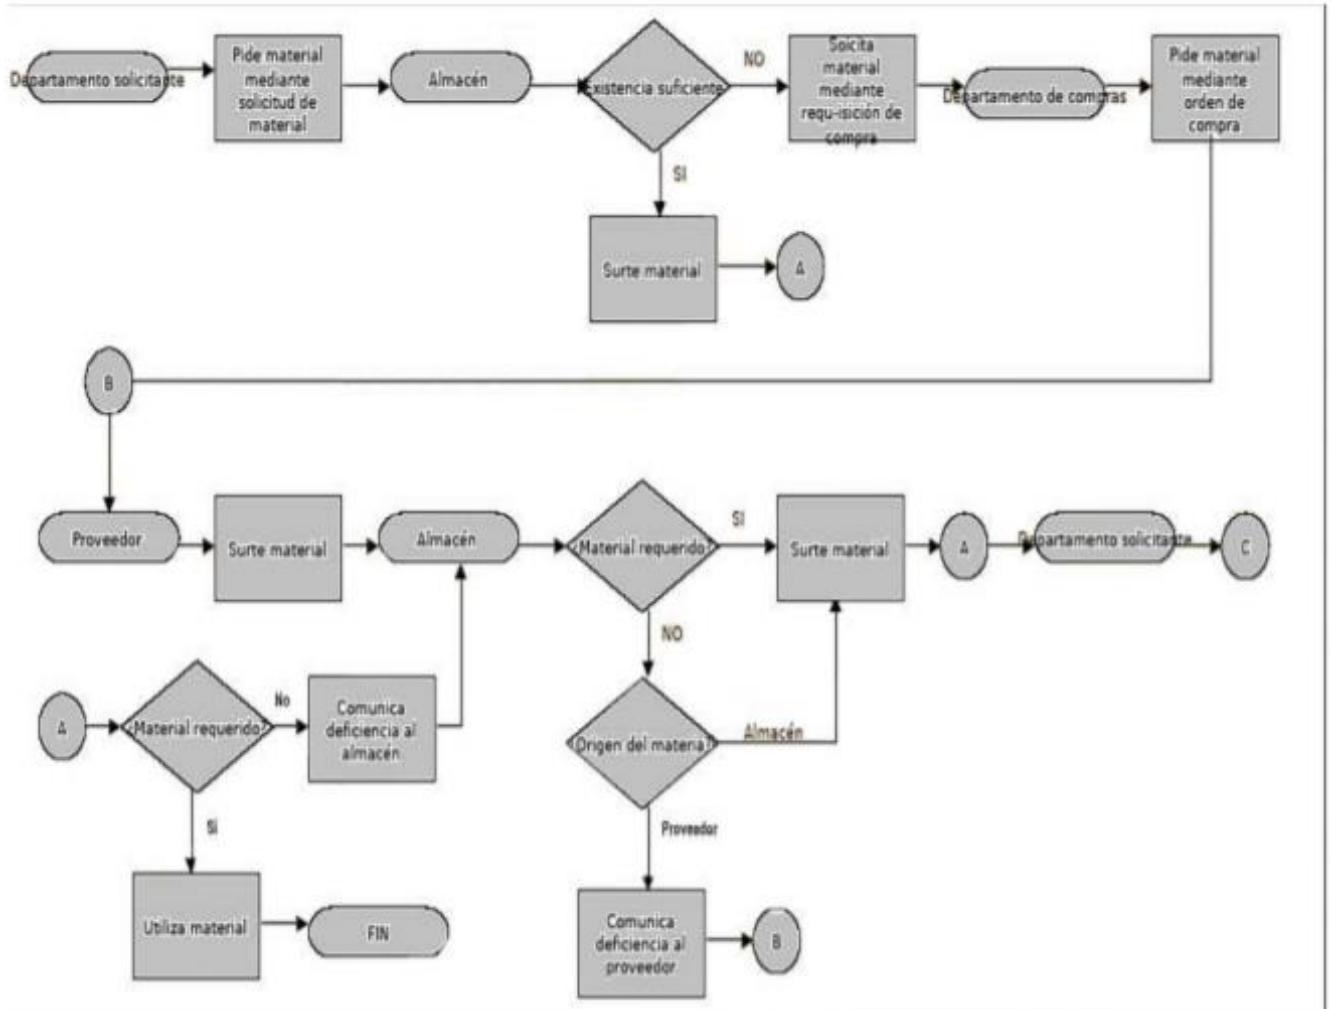 Departamento solicitante
Pide material
mediante
solicitud de
material
Almacén
Existencia suficiente
NO
Soicita
material
mediante
requ-isición de
compra
Departamento de compras
Pide material
mediante
orden de
compra
SI
Surte material
A
B
Proveedor
Surte material
Almacén
¿Material requerido?
SI
Surte material
A
Departamento solicitante
C
NO
A
¿Material requerido?
No
Comunica
deficiencia al
almacén
¿Origen del material?
Almacén
Si
Proveedor
Utiliza material
FIN
Comunica
deficiencia al
proveedor
B